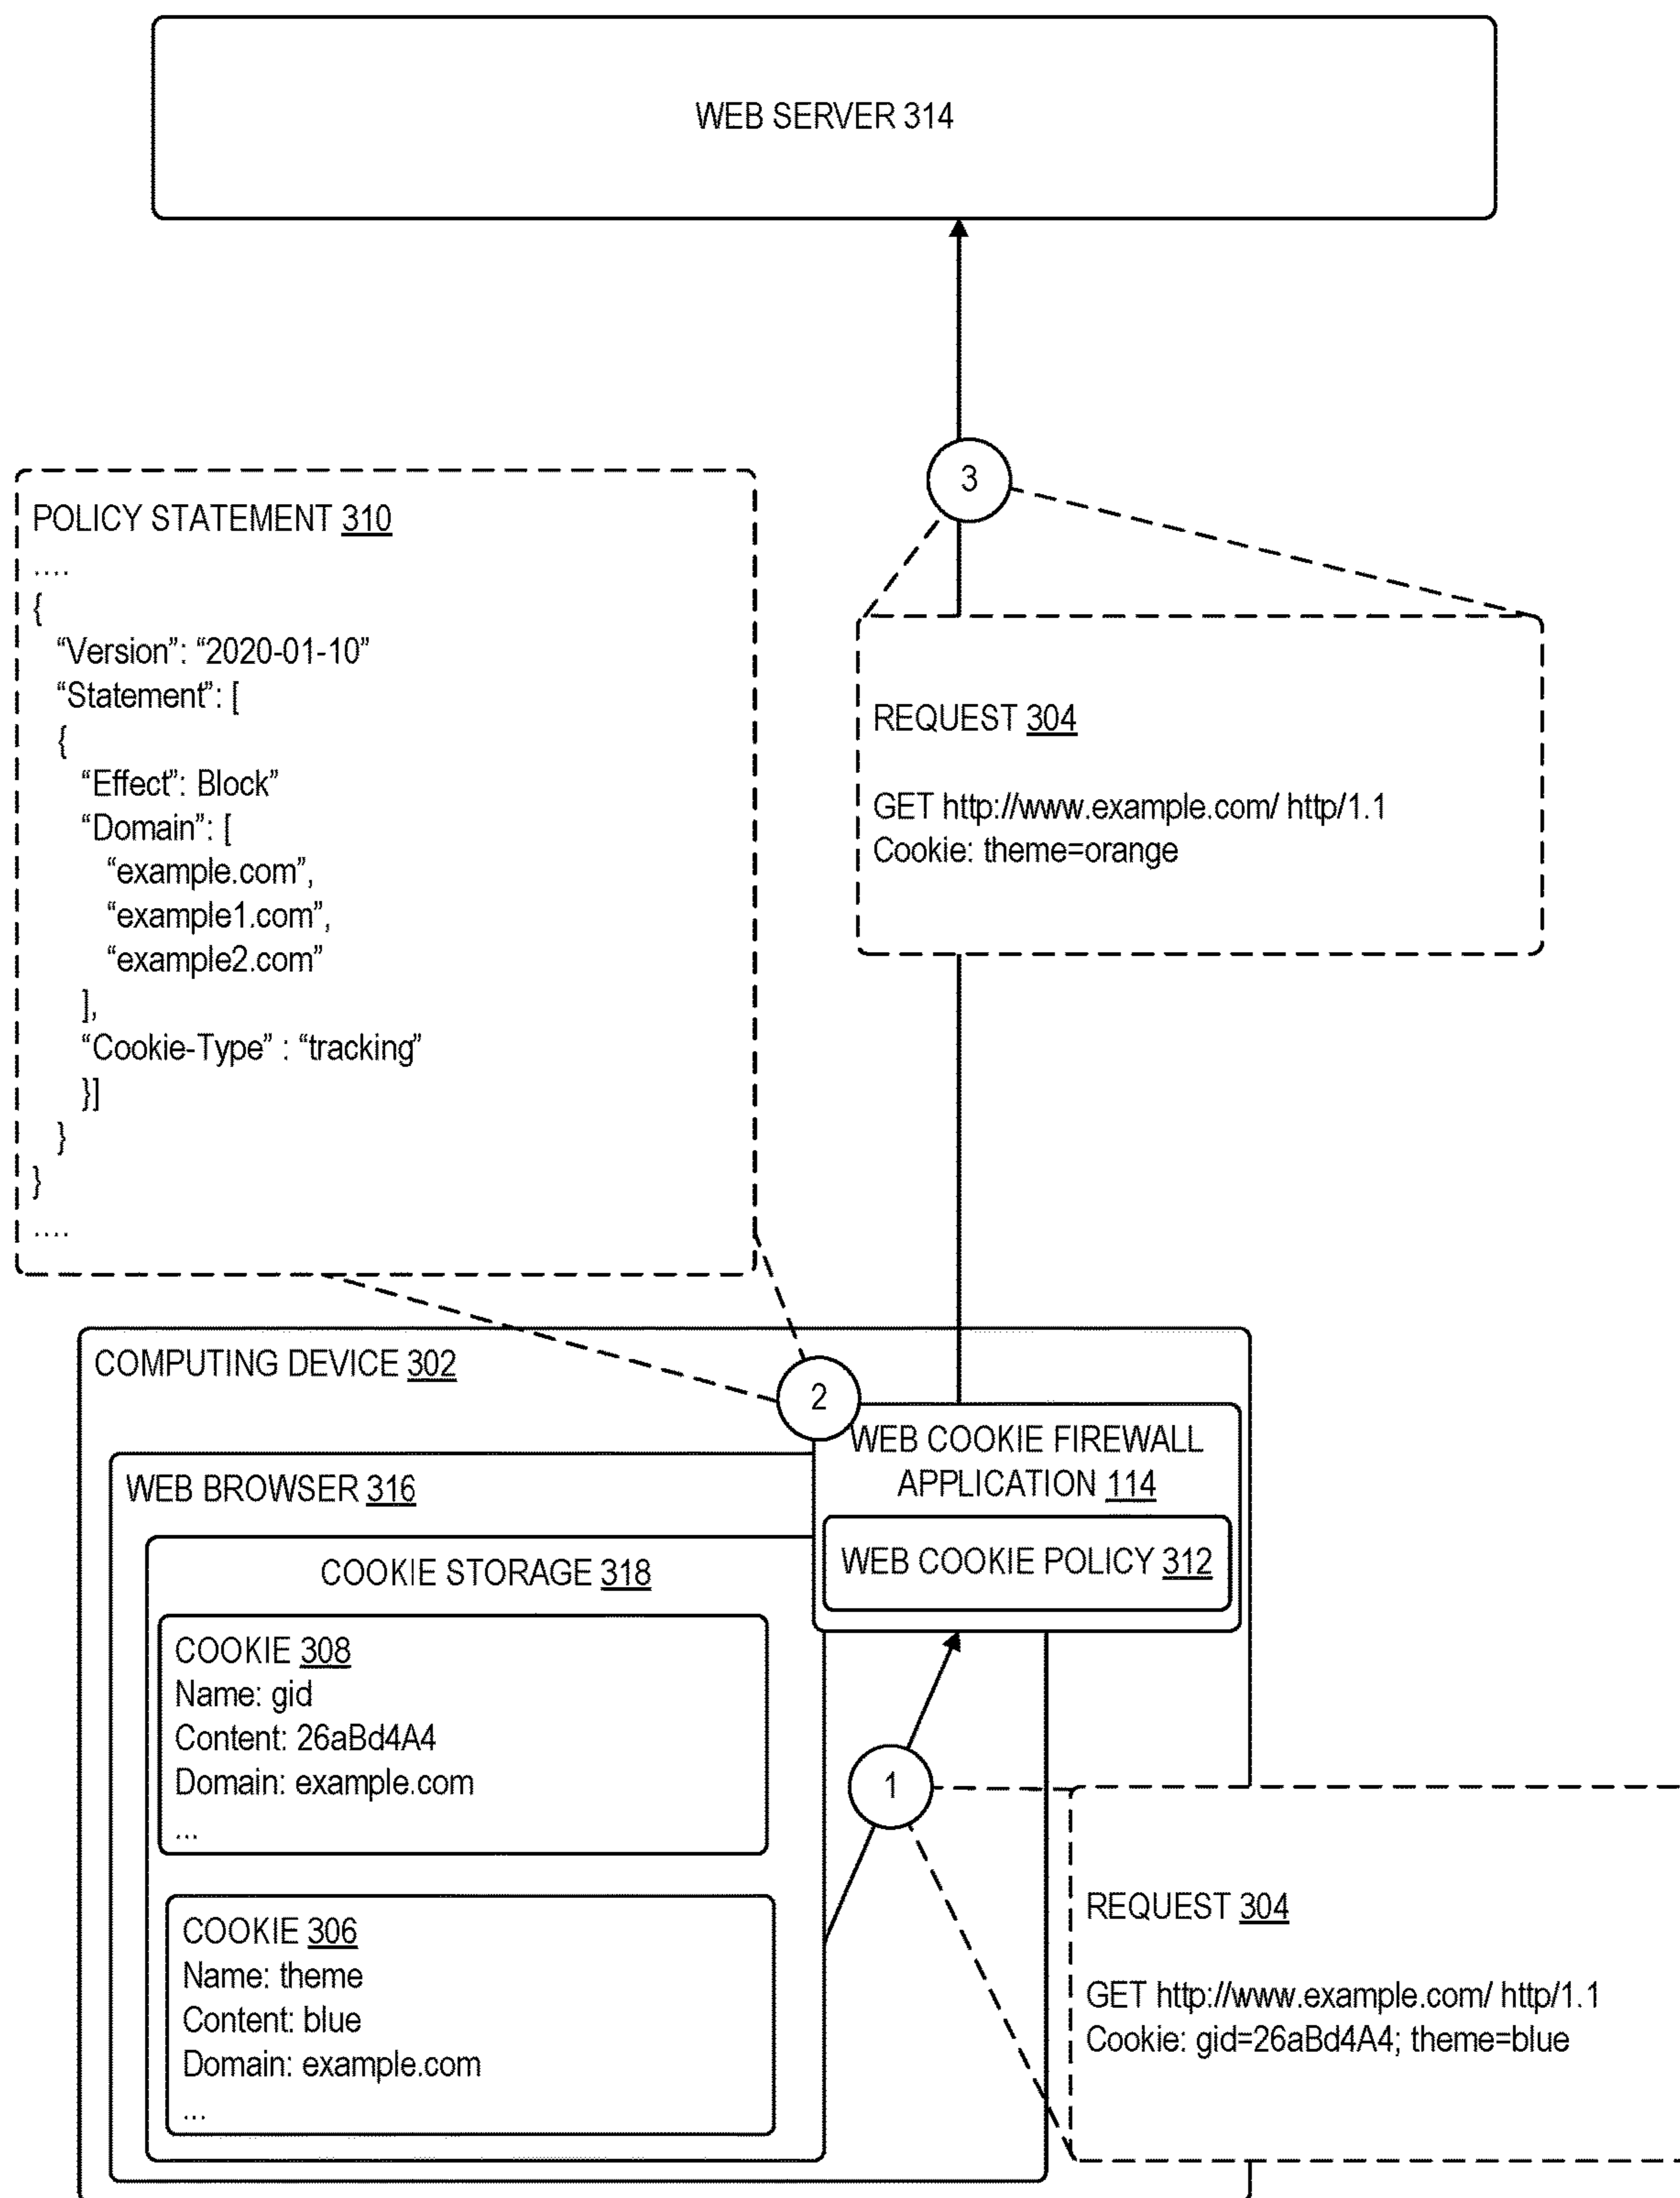 WEB SERVER 314
3
POLICY STATEMENT 310
....
{
“Version”: “2020-01-10”
“Statement”: [
{
“Effect”: Block”
“Domain”: [
“example.com”,
“example1.com”,
“example2.com”
],
“Cookie-Type” : “tracking”
}]
}
}
....
REQUEST 304
GET http://www.example.com/ http/1.1
Cookie: theme=orange
COMPUTING DEVICE 302
2
WEB COOKIE FIREWALL
APPLICATION 114
WEB COOKIE POLICY 312
WEB BROWSER 316
COOKIE STORAGE 318
COOKIE 308
Name: gid
Content: 26aBd4A4
Domain: example.com
...
1
COOKIE 306
Name: theme
Content: blue
Domain: example.com
...
REQUEST 304
GET http://www.example.com/ http/1.1
Cookie: gid=26aBd4A4; theme=blue